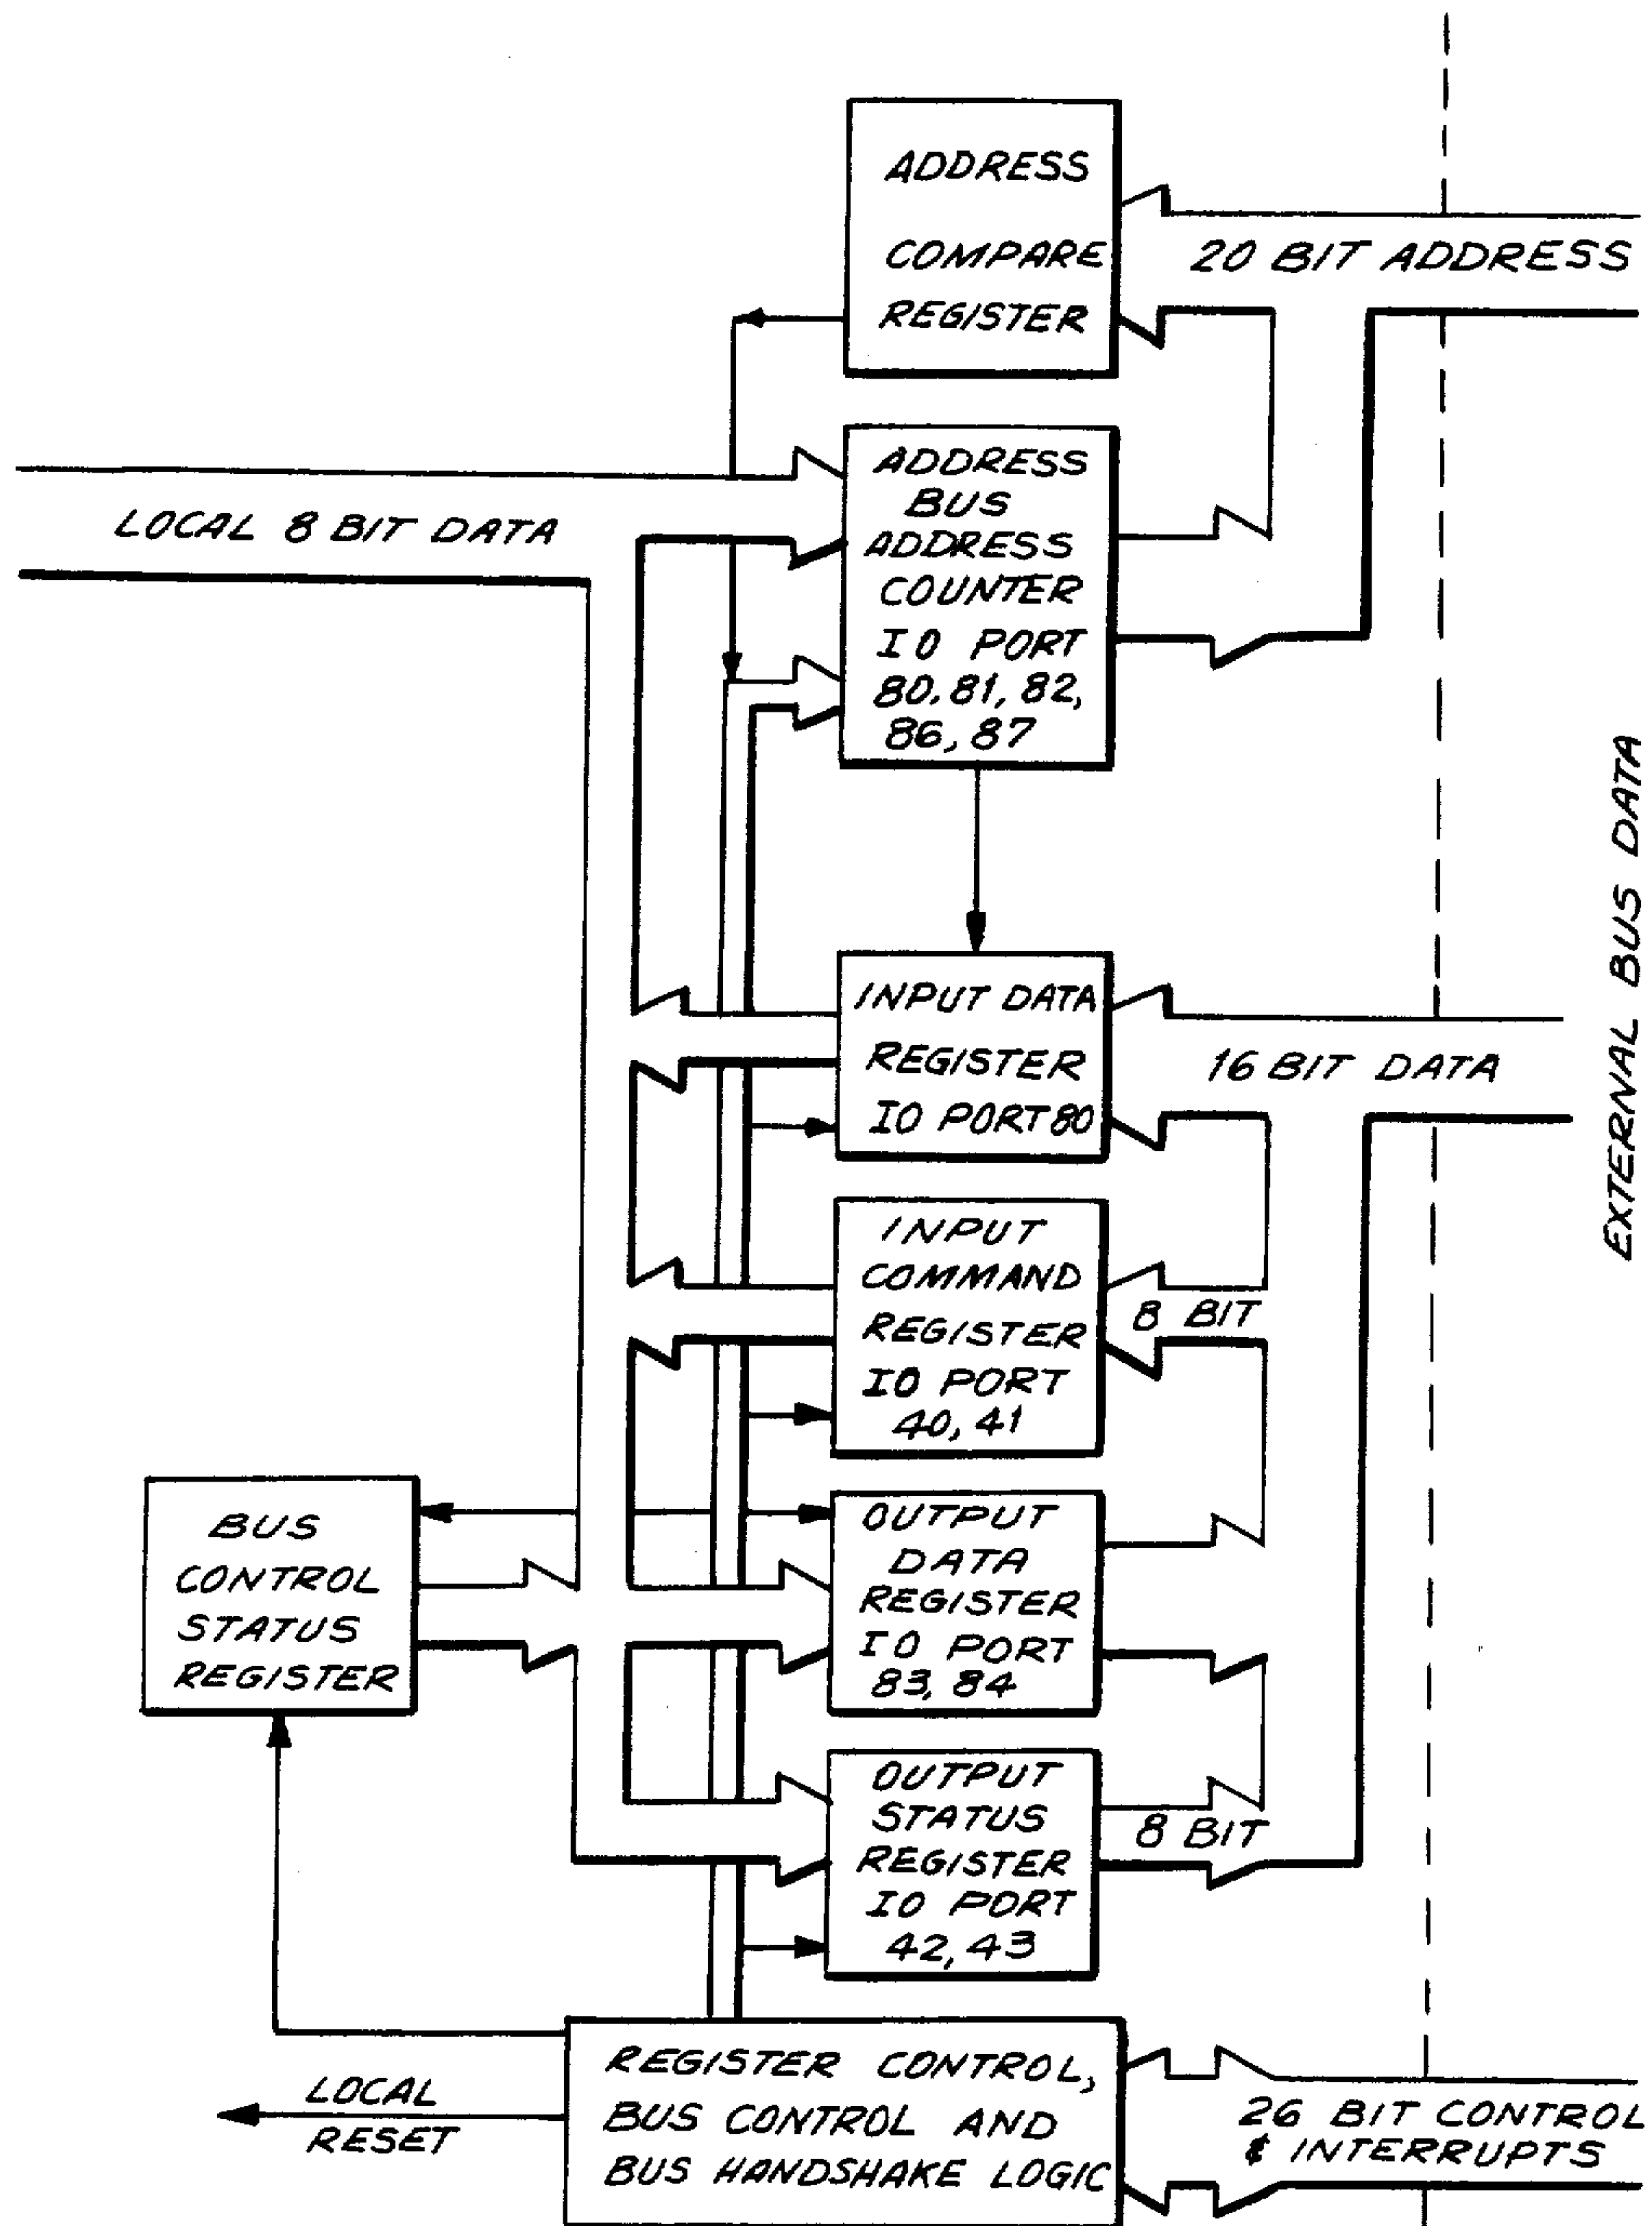 ADDRESS
COMPARE
REGISTER
20 BIT ADDRESS
LOCAL 8 BIT DATA
ADDRESS
BUS
ADDRESS
COUNTER
IO PORT
80, 81, 82,
86, 87
EXTERNAL BUS DATA
INPUT DATA
REGISTER
IO PORT 80
16 BIT DATA
INPUT
COMMAND
REGISTER
IO PORT
40, 41
8 BIT
BUS
CONTROL
STATUS
REGISTER
OUTPUT
DATA
REGISTER
IO PORT
83, 84
OUTPUT
STATUS
REGISTER
IO PORT
42, 43
8 BIT
LOCAL
RESET
REGISTER CONTROL,
BUS CONTROL AND
BUS HANDSHAKE LOGIC
26 BIT CONTROL
& INTERRUPTS